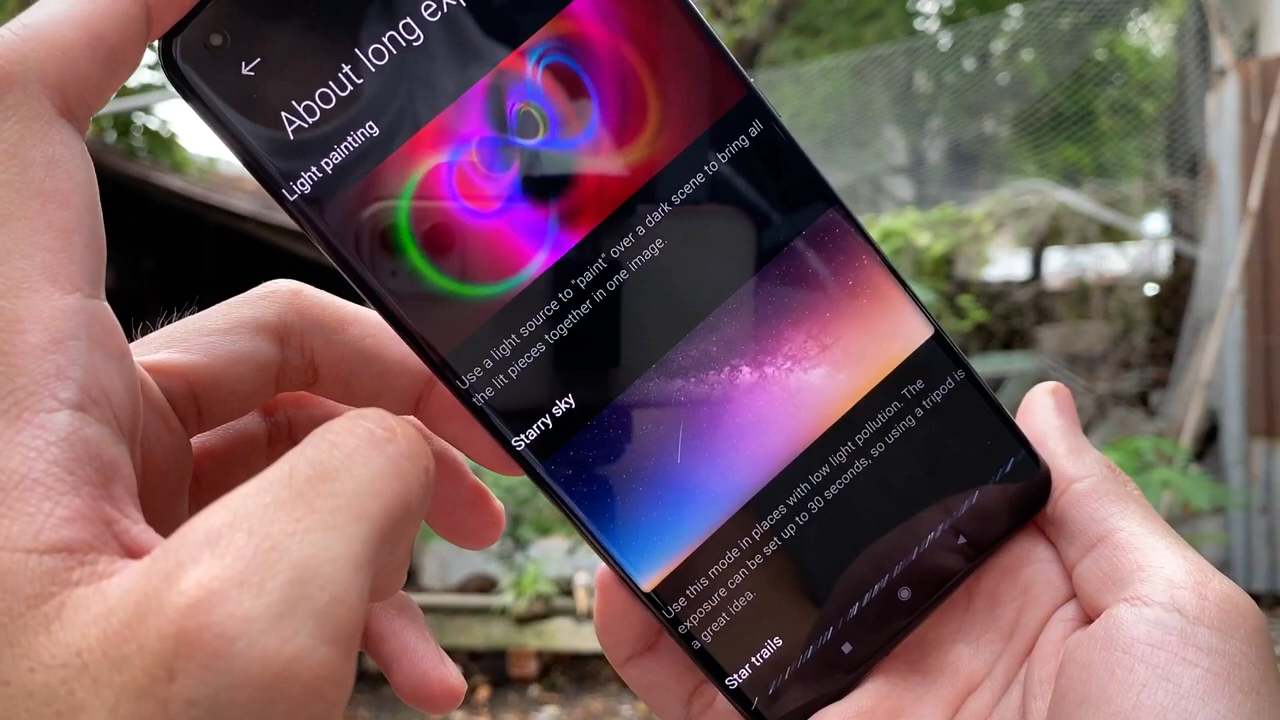 About long exp
Light painting
Use a light source to "paint" over a dark scene to bring all
the lit pieces together in one image.
Starry sky
Use this mode in places with low light pollution. The
exposure can be set up to 30 seconds, so using a tripod is
a great idea.
Star trails